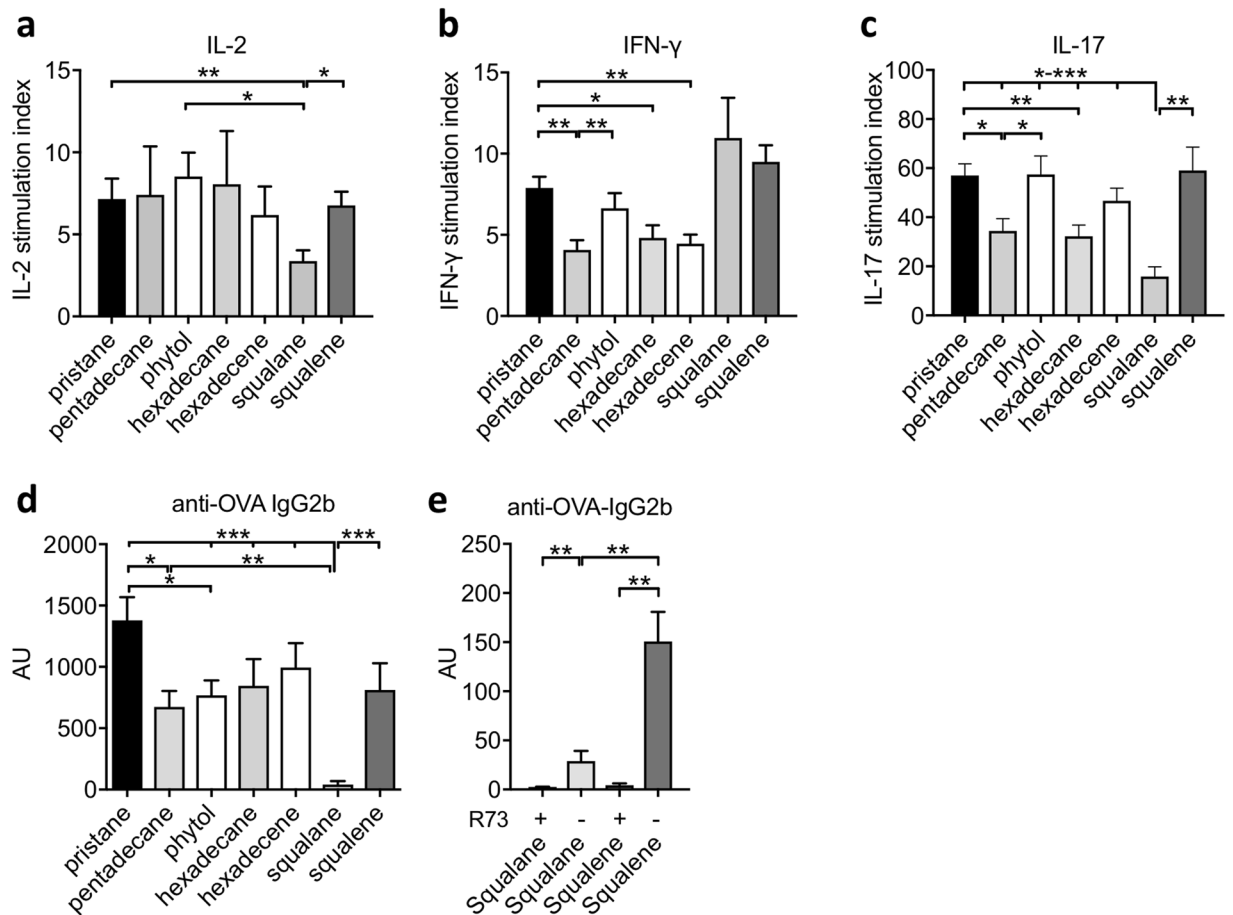 a
IL-2
IL-2 stimulation index
15
10
5
0
**
*
*
pristane
pentadecane
phytol
hexadecane
hexadecene
squalane
squalene
b
IFN-γ
IFN-γ stimulation index
15
10
5
0
**
*
** **
pristane
pentadecane
phytol
hexadecane
hexadecene
squalane
squalene
c
IL-17
IL-17 stimulation index
100
80
60
40
20
0
*-***
**
**
* *
pristane
pentadecane
phytol
hexadecane
hexadecene
squalane
squalene
d
anti-OVA IgG2b
AU
2000
1500
1000
500
0
*** ***
* **
*
pristane
pentadecane
phytol
hexadecane
hexadecene
squalane
squalene
e
anti-OVA-IgG2b
AU
250
200
150
100
50
0
** **
**
R73 + - + -
Squalane
Squalane
Squalene
Squalene